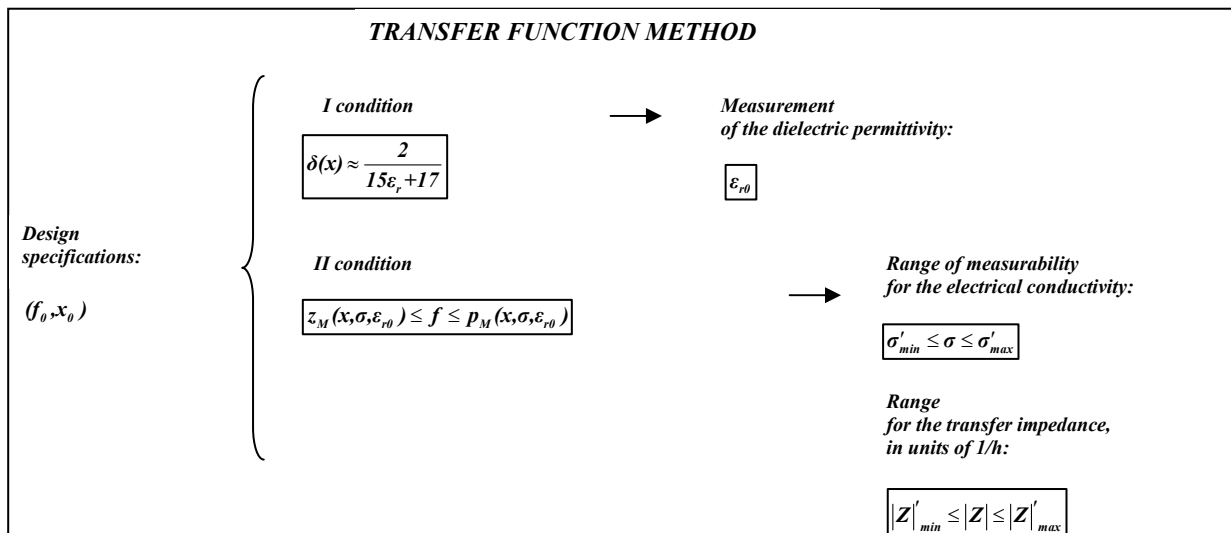 TRANSFER FUNCTION METHOD
I condition
δ(x) ≈ 2 / (15ε_r + 17)
Measurement
of the dielectric permittivity:
ε_r0
Design
specifications:
(f_0, x_0)
II condition
z_M(x,σ,ε_r0) ≤ f ≤ p_M(x,σ,ε_r0)
Range of measurability
for the electrical conductivity:
σ'_min ≤ σ ≤ σ'_max
Range
for the transfer impedance,
in units of 1/h:
|Z|'_min ≤ |Z| ≤ |Z|'_max